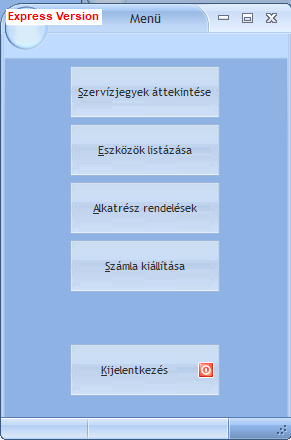 Express Version
Menü
Szervízjegyek áttekintése
Eszközök listázása
Alkatrész rendelések
Számla kiállítása
Kijelentkezés